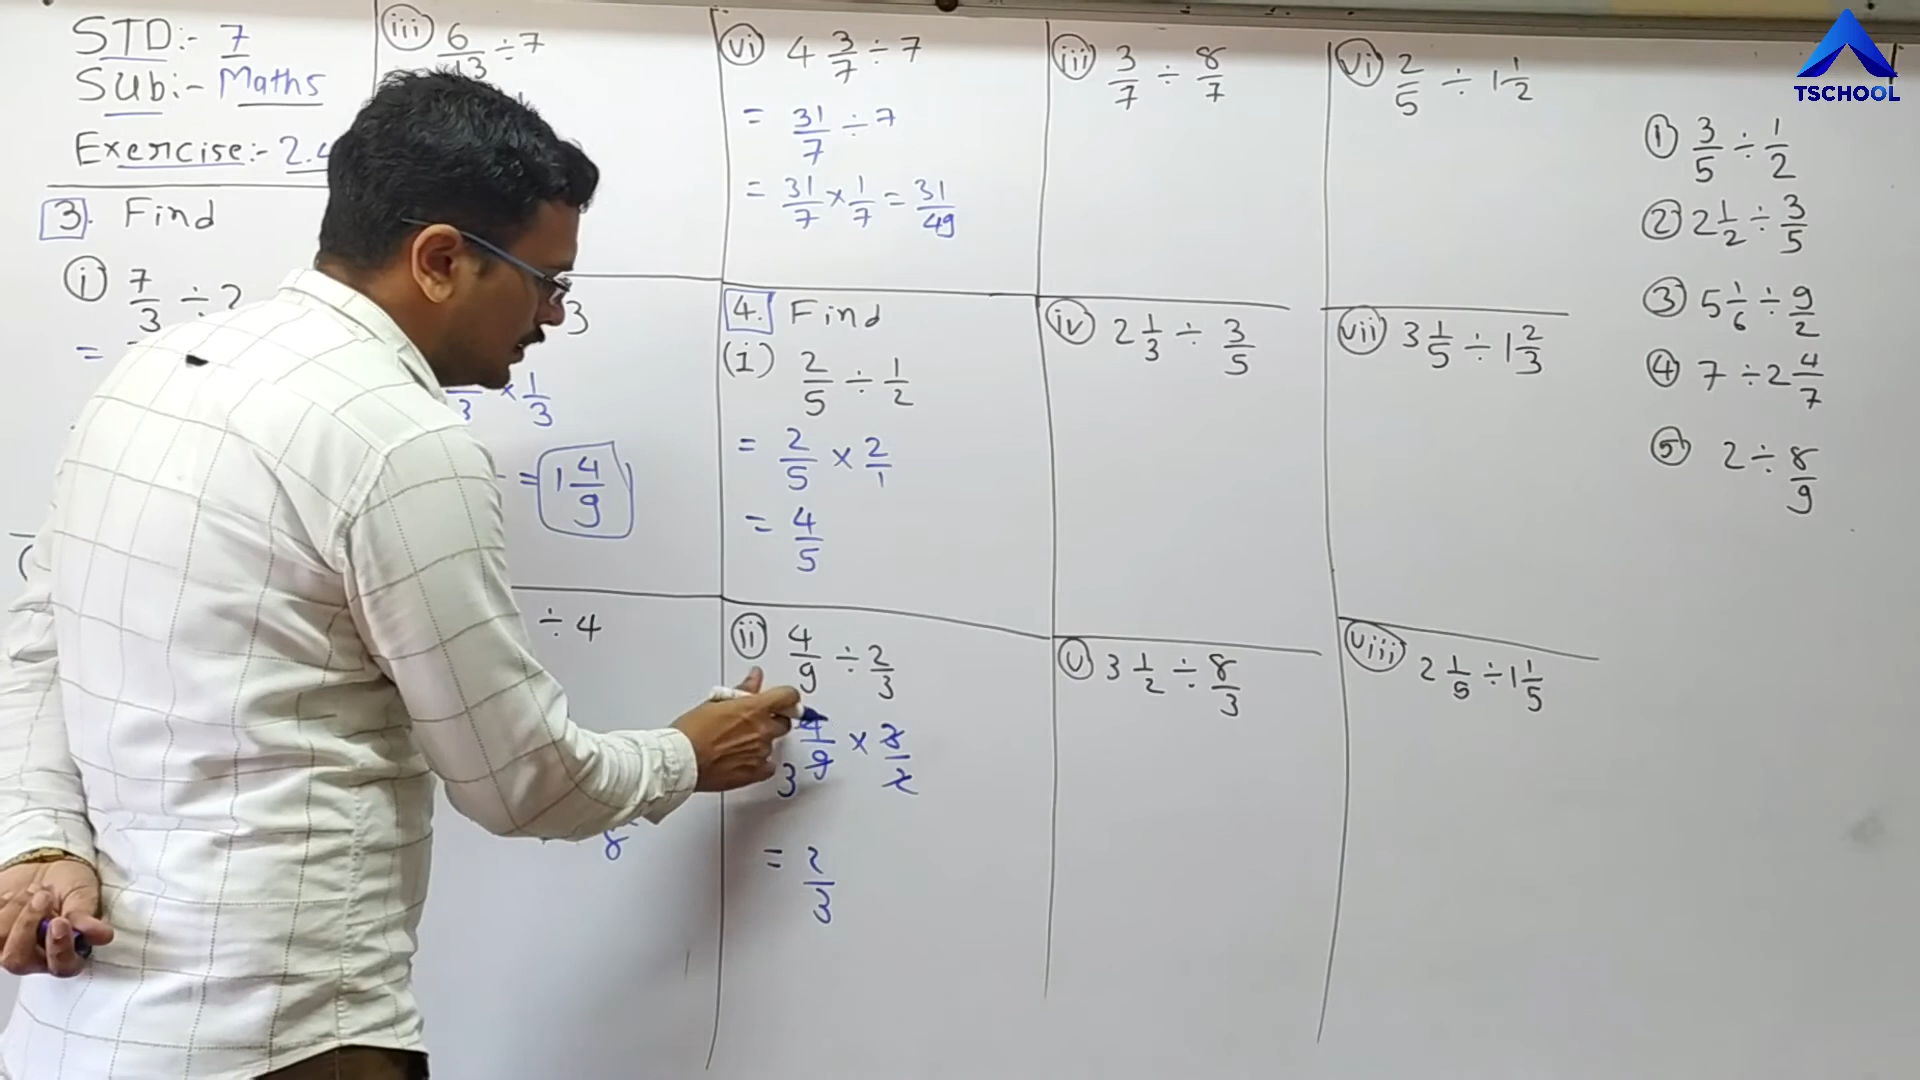 STD:- 7
Sub:- Maths
Exercise:- 2.4
3. Find
i 7/3 ÷ 2
=
iii 6/13 ÷ 7
3
× 1/3
= 1 4/9
÷ 4
8
vi 4 3/7 ÷ 7
= 31/7 ÷ 7
= 31/7 × 1/7 = 31/49
4. Find
(i) 2/5 ÷ 1/2
= 2/5 × 2/1
= 4/5
ii 4/9 ÷ 2/3
4/9 × 3/2
3
= 2/3
iii 3/7 ÷ 8/7
iv 2 1/3 ÷ 3/5
v 3 1/2 ÷ 8/3
vi 2/5 ÷ 1 1/2
vii 3 1/5 ÷ 1 2/3
viii 2 1/5 ÷ 1 1/5
1 3/5 ÷ 1/2
2 2 1/2 ÷ 3/5
3 5 1/6 ÷ 9/2
4 7 ÷ 2 4/7
5 2 ÷ 8/9
TSCHOOL